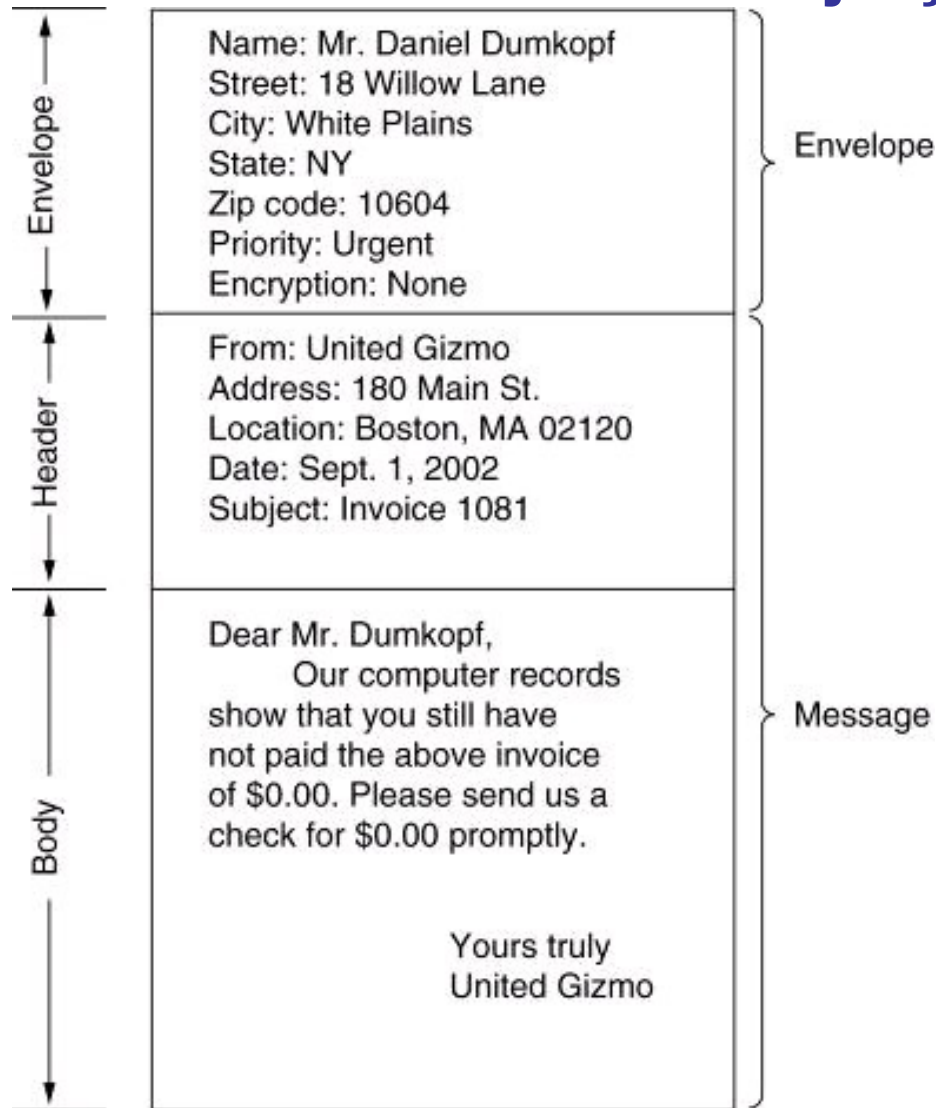 Envelope
Name: Mr. Daniel Dumkopf
Street: 18 Willow Lane
City: White Plains
State: NY
Zip code: 10604
Priority: Urgent
Encryption: None
Envelope
Header
From: United Gizmo
Address: 180 Main St.
Location: Boston, MA 02120
Date: Sept. 1, 2002
Subject: Invoice 1081
Body
Dear Mr. Dumkopf,
Our computer records
show that you still have
not paid the above invoice
of $0.00. Please send us a
check for $0.00 promptly.
Yours truly
United Gizmo
Message